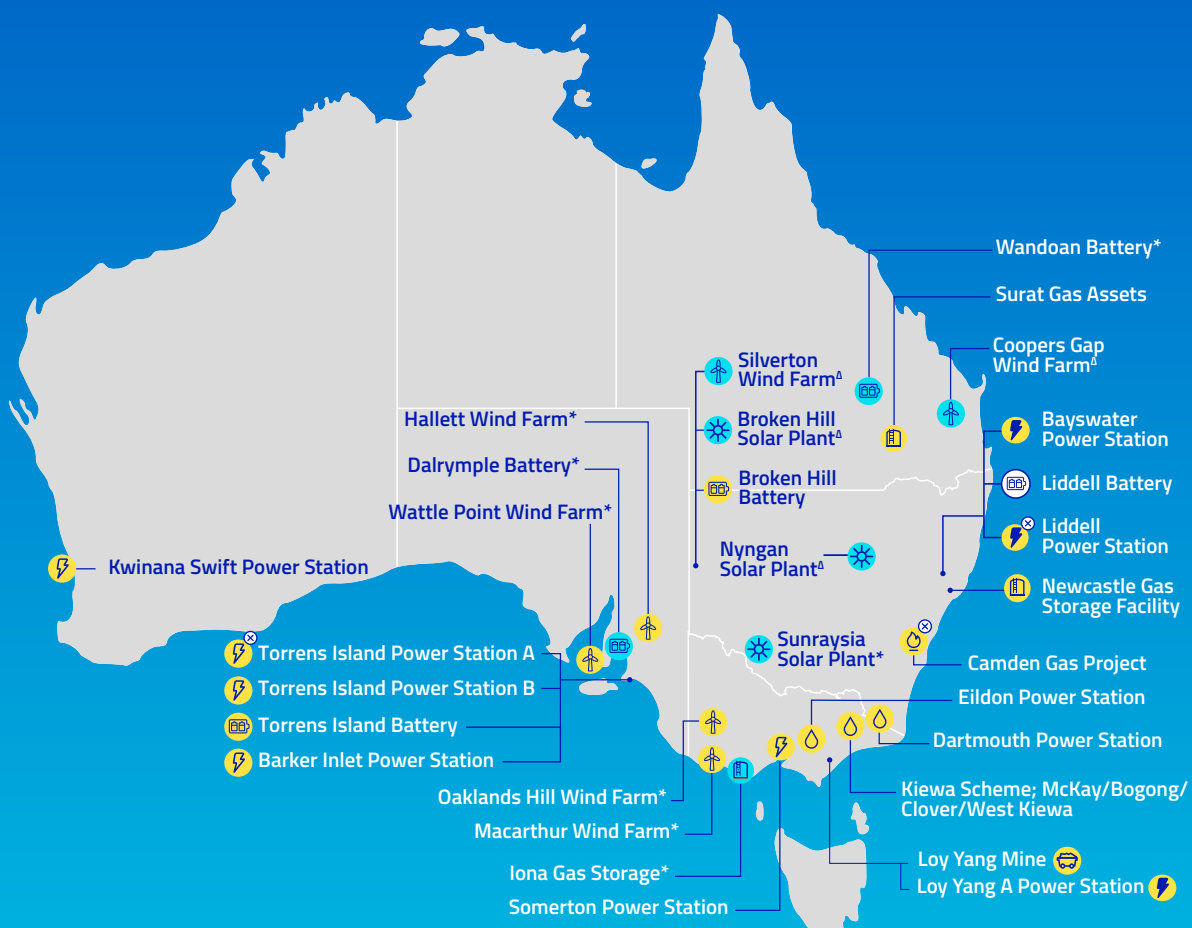 Wandoan Battery*
Surat Gas Assets
Coopers Gap
Wind Farm^Δ
Silverton
Wind Farm^Δ
Broken Hill
Solar Plant^Δ
Broken Hill
Battery
Nyngan
Solar Plant^Δ
Sunraysia
Solar Plant*
Hallett Wind Farm*
Dalrymple Battery*
Wattle Point Wind Farm*
Kwinana Swift Power Station
Bayswater
Power Station
Liddell Battery
Liddell
Power Station
Newcastle Gas
Storage Facility
Camden Gas Project
Eildon Power Station
Dartmouth Power Station
Kiewa Scheme; McKay/Bogong/
Clover/West Kiewa
Loy Yang Mine
Loy Yang A Power Station
Torrens Island Power Station A
Torrens Island Power Station B
Torrens Island Battery
Barker Inlet Power Station
Oaklands Hill Wind Farm*
Macarthur Wind Farm*
Iona Gas Storage*
Somerton Power Station